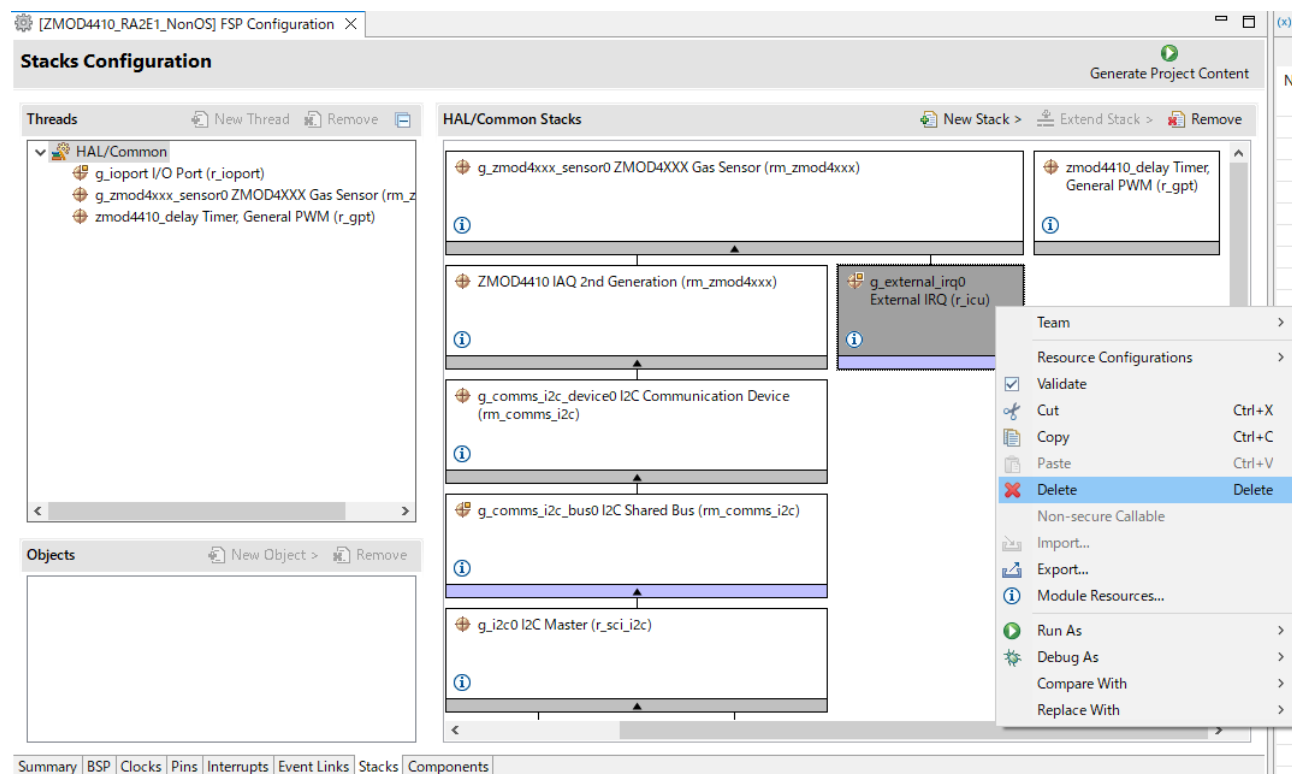 [ZMOD4410_RA2E1_NonOS] FSP Configuration
Stacks Configuration
Generate Project Content
Threads
New Thread
Remove
HAL/Common
g_ioport I/O Port (r_ioport)
g_zmod4xxx_sensor0 ZMOD4XXX Gas Sensor (rm_z
zmod4410_delay Timer, General PWM (r_gpt)
Objects
New Object >
Remove
HAL/Common Stacks
New Stack >
Extend Stack >
Remove
g_zmod4xxx_sensor0 ZMOD4XXX Gas Sensor (rm_zmod4xxx)
zmod4410_delay Timer,
General PWM (r_gpt)
ZMOD4410 IAQ 2nd Generation (rm_zmod4xxx)
g_external_irq0
External IRQ (r_icu)
g_comms_i2c_device0 I2C Communication Device
(rm_comms_i2c)
g_comms_i2c_bus0 I2C Shared Bus (rm_comms_i2c)
g_i2c0 I2C Master (r_sci_i2c)
Team
Resource Configurations
Validate
Cut Ctrl+X
Copy Ctrl+C
Paste Ctrl+V
Delete Delete
Non-secure Callable
Import...
Export...
Module Resources...
Run As
Debug As
Compare With
Replace With
Summary BSP Clocks Pins Interrupts Event Links Stacks Components
(x)